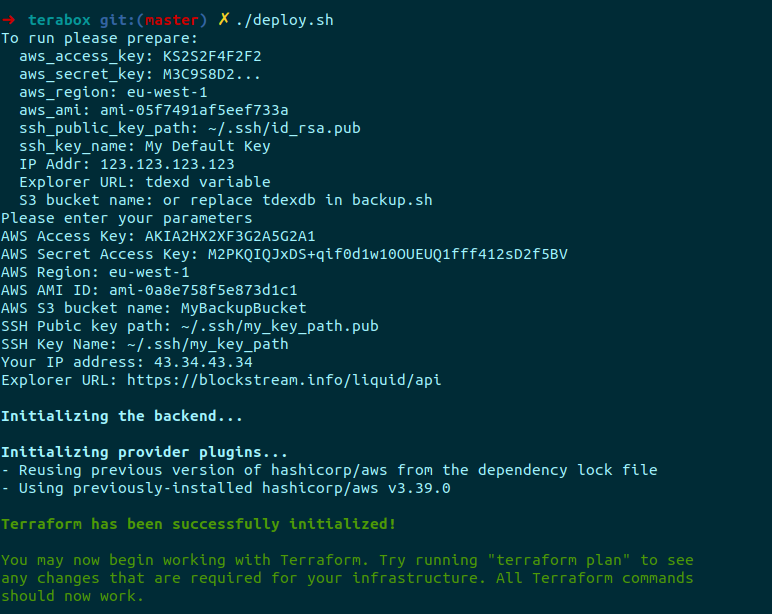 → terabox git:(master) ✗ ./deploy.sh
To run please prepare:
  aws_access_key: KS2S2F4F2F2
  aws_secret_key: M3C9S8D2...
  aws_region: eu-west-1
  aws_ami: ami-05f7491af5eef733a
  ssh_public_key_path: ~/.ssh/id_rsa.pub
  ssh_key_name: My Default Key
  IP Addr: 123.123.123.123
  Explorer URL: tdexd variable
  S3 bucket name: or replace tdexdb in backup.sh
Please enter your parameters
AWS Access Key: AKIA2HX2XF3G2A5G2A1
AWS Secret Access Key: M2PKQIQJxDS+qif0d1w10OUEUQ1fff412sD2f5BV
AWS Region: eu-west-1
AWS AMI ID: ami-0a8e758f5e873d1c1
AWS S3 bucket name: MyBackupBucket
SSH Pubic key path: ~/.ssh/my_key_path.pub
SSH Key Name: ~/.ssh/my_key_path
Your IP address: 43.34.43.34
Explorer URL: https://blockstream.info/liquid/api

Initializing the backend...

Initializing provider plugins...
- Reusing previous version of hashicorp/aws from the dependency lock file
- Using previously-installed hashicorp/aws v3.39.0

Terraform has been successfully initialized!

You may now begin working with Terraform. Try running "terraform plan" to see
any changes that are required for your infrastructure. All Terraform commands
should now work.